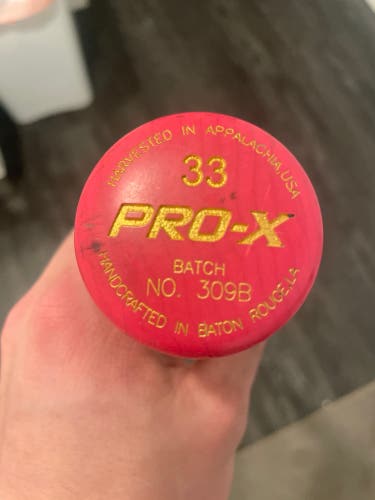 HARVESTED IN APPALACHIA, USA
33
PRO-X
BATCH
NO. 309B
HANDCRAFTED IN BATON ROUGE, LA